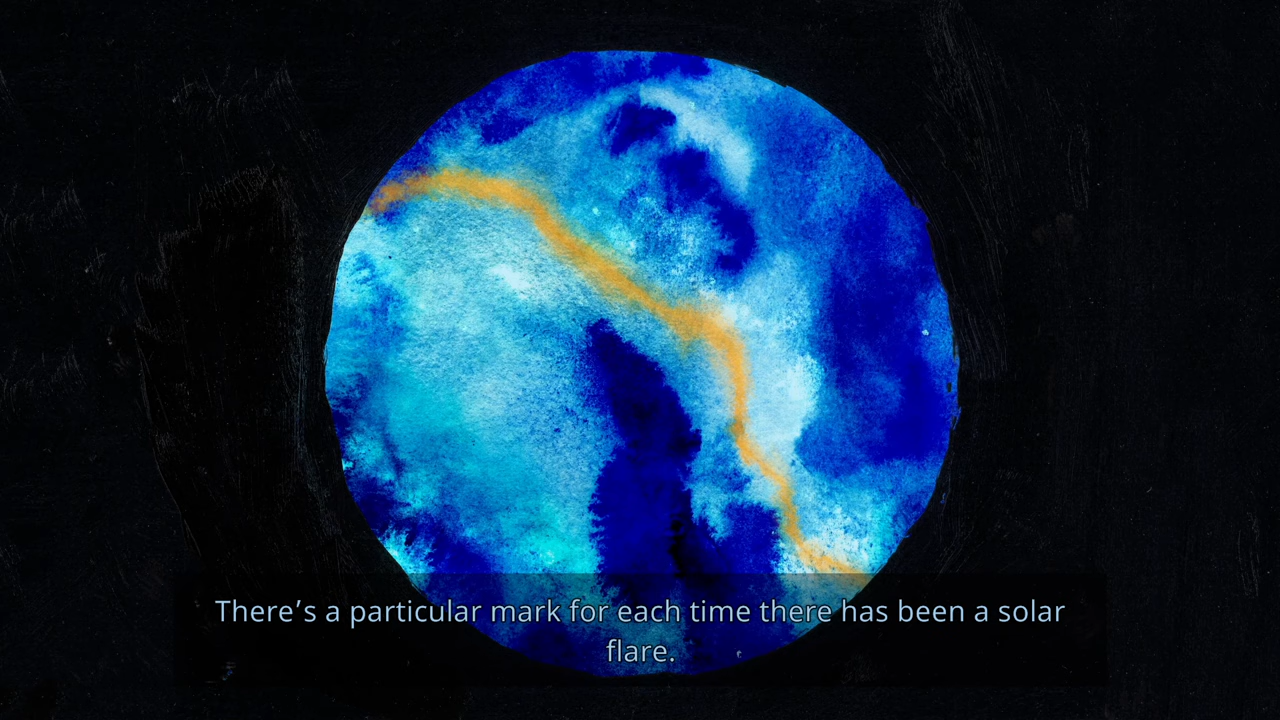 There’s a particular mark for each time there has been a solar
flare.